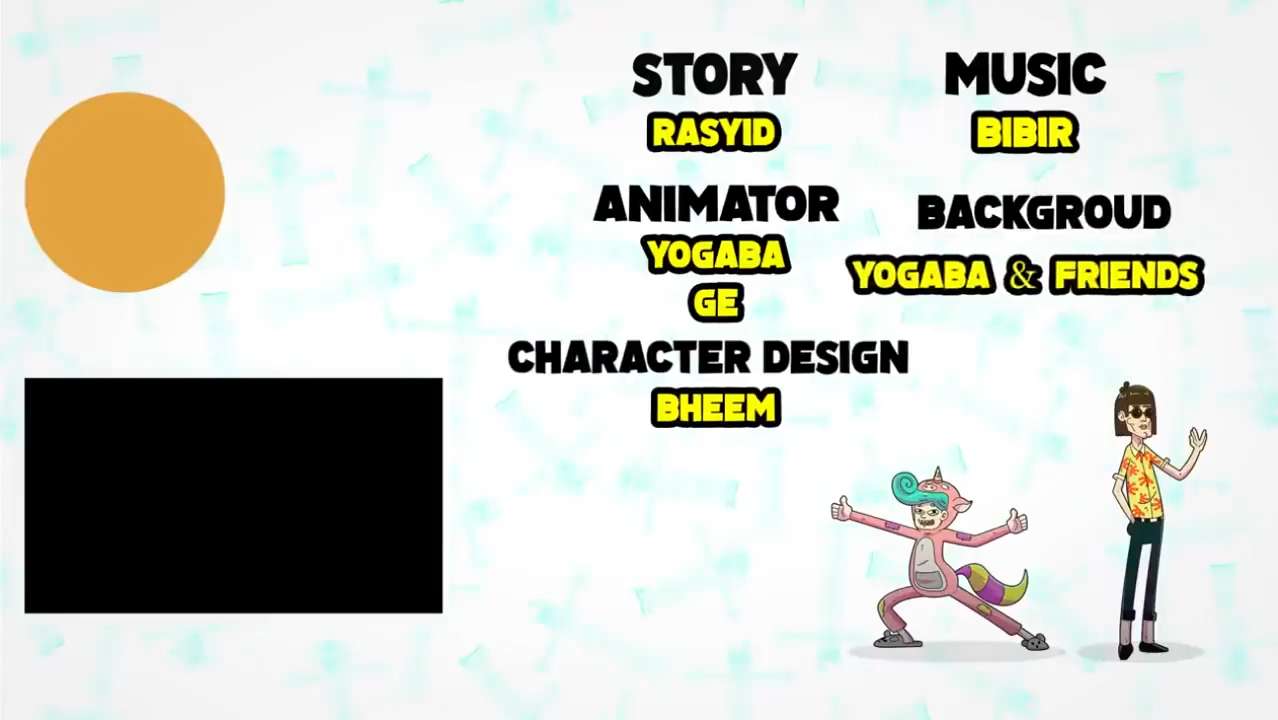 STORY
RASYID
ANIMATOR
YOGABA
GE
CHARACTER DESIGN
BHEEM
MUSIC
BIBIR
BACKGROUD
YOGABA & FRIENDS